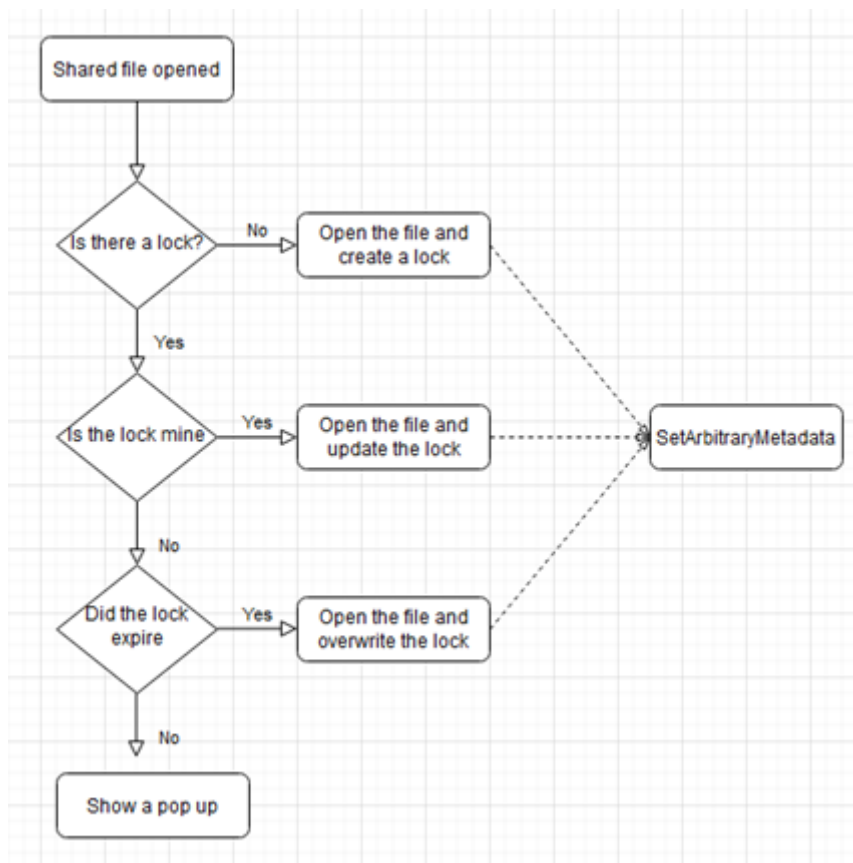 Shared file opened
Is there a lock?
No
Open the file and
create a lock
Yes
Is the lock mine
Yes
Open the file and
update the lock
SetArbitraryMetadata
No
Did the lock
expire
Yes
Open the file and
overwrite the lock
No
Show a pop up